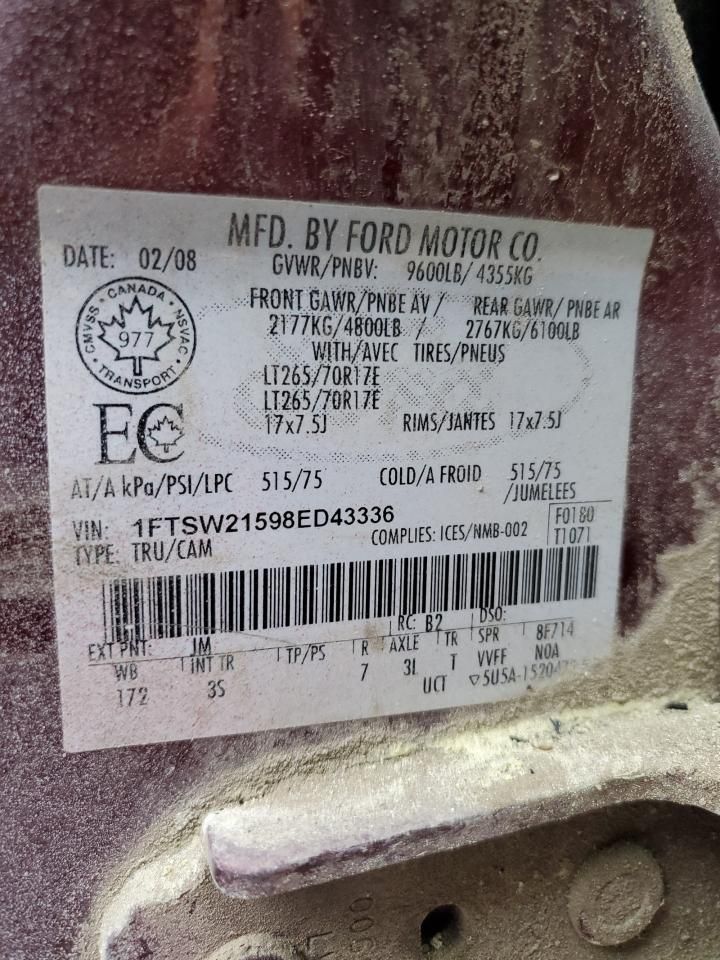 MFD. BY FORD MOTOR CO.
DATE: 02/08
GVWR/PNBV: 9600LB/ 4355KG
FRONT GAWR/PNBE AV / REAR GAWR/ PNBE AR
2177KG/4800LB / 2767KG/6100LB
WITH/AVEC TIRES/PNEUS
CMVSS · CANADA · NSVAC
977
TRANSPORT
LT265/70R17E
LT265/70R17E
17x7.5J RIMS/JANTES 17x7.5J
EC
AT/A kPa/PSI/LPC 515/75 COLD/A FROID 515/75
/JUMELEES
VIN: 1FTSW21598ED43336
COMPLIES: ICES/NMB-002
F0180
T1071
TYPE: TRU/CAM
RC: B2 DSO:
EXT PNT: JM
WB INT TR TP/PS R AXLE TR SPR 8F714
172 3S 7 3L T VVFF NOA
UCT